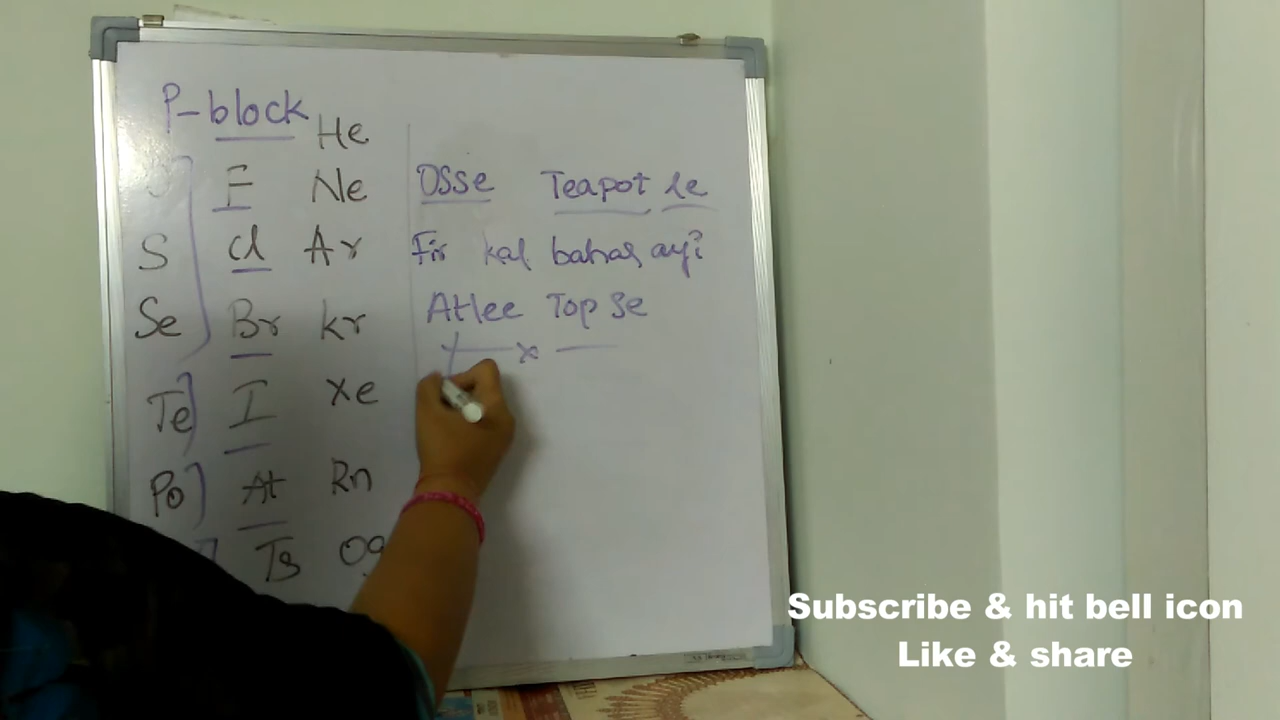 P-block
He
F Ne OSSe Teapot le
S Cl Ar Fir kal bahar ayi
Se Br Kr Atlee Top Se
Te I Xe
Po At Rn
Ts Og
Subscribe & hit bell icon
Like & share